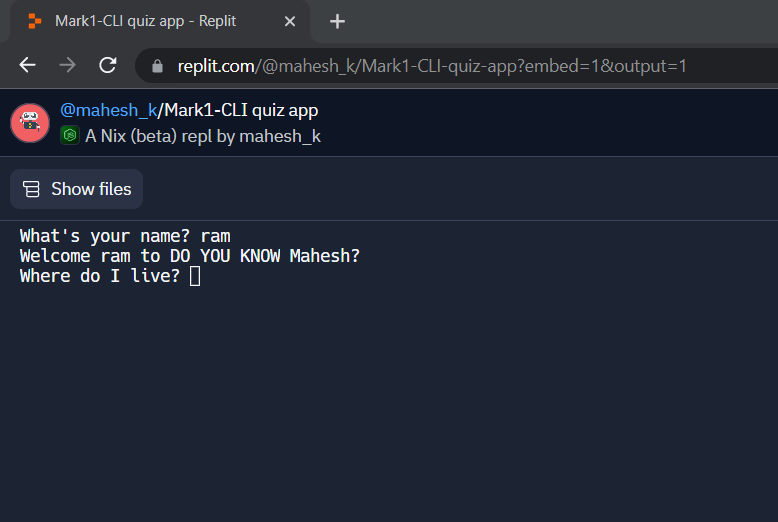 Mark1-CLI quiz app - Replit
replit.com/@mahesh_k/Mark1-CLI-quiz-app?embed=1&output=1
@mahesh_k/Mark1-CLI quiz app
A Nix (beta) repl by mahesh_k
Show files
What's your name? ram
Welcome ram to DO YOU KNOW Mahesh?
Where do I live?